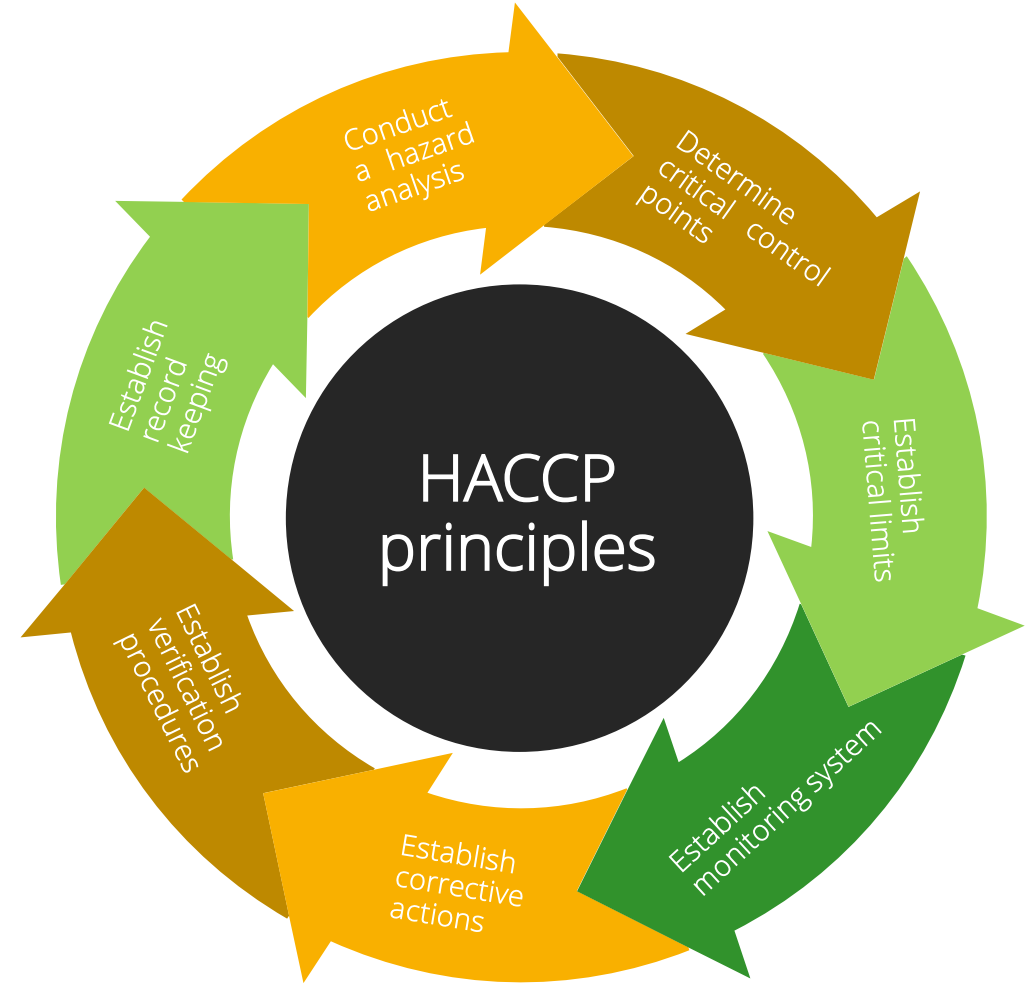 HACCP
principles
Conduct
a hazard
analysis
Determine
critical control
points
Establish
critical limits
Establish
monitoring system
Establish
corrective
actions
Establish
verification
procedures
Establish
record
keeping